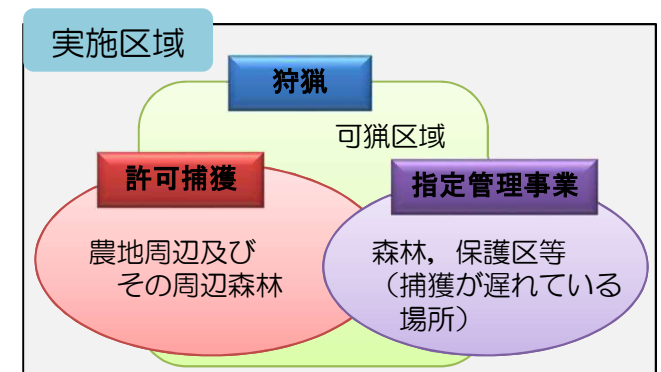 実施区域
狩猟
可猟区域
許可捕獲
指定管理事業
農地周辺及び
その周辺森林
森林，保護区等
（捕獲が遅れている
場所）